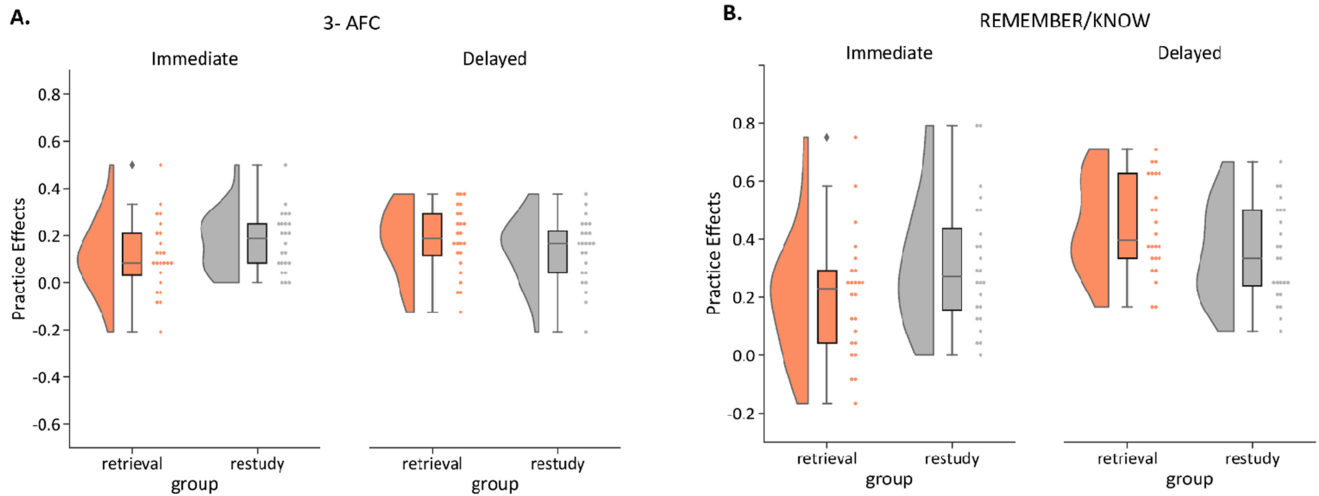 A.
3- AFC
Immediate
Delayed
Practice Effects
0.8
0.6
0.4
0.2
0.0
-0.2
-0.4
-0.6
retrieval
restudy
group
retrieval
restudy
group
B.
REMEMBER/KNOW
Immediate
Delayed
Practice Effects
0.8
0.6
0.4
0.2
0.0
-0.2
retrieval
restudy
group
retrieval
restudy
group